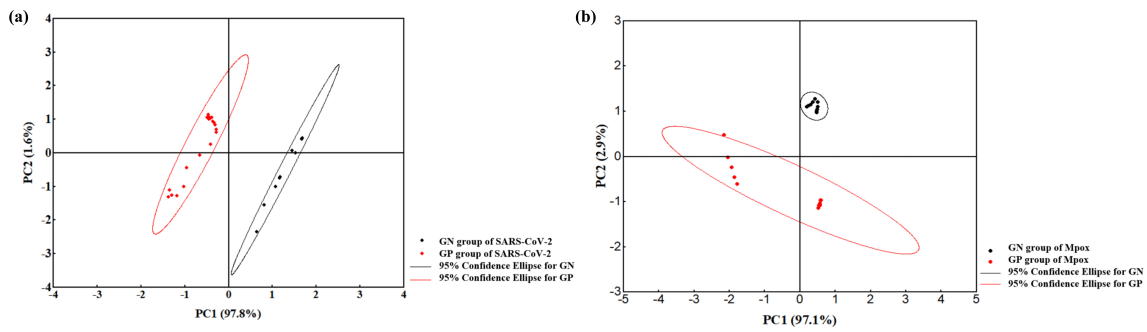 (a)
4
3
2
1
0
-1
-2
-3
-4
PC2 (1.6%)
-4
-3
-2
-1
0
1
2
3
4
PC1 (97.8%)
GN group of SARS-CoV-2
GP group of SARS-CoV-2
95% Confidence Ellipse for GN
95% Confidence Ellipse for GP
(b)
3
2
1
0
-1
-2
-3
PC2 (2.9%)
-5
-4
-3
-2
-1
0
1
2
3
4
5
PC1 (97.1%)
GN group of Mpox
GP group of Mpox
95% Confidence Ellipse for GN
95% Confidence Ellipse for GP